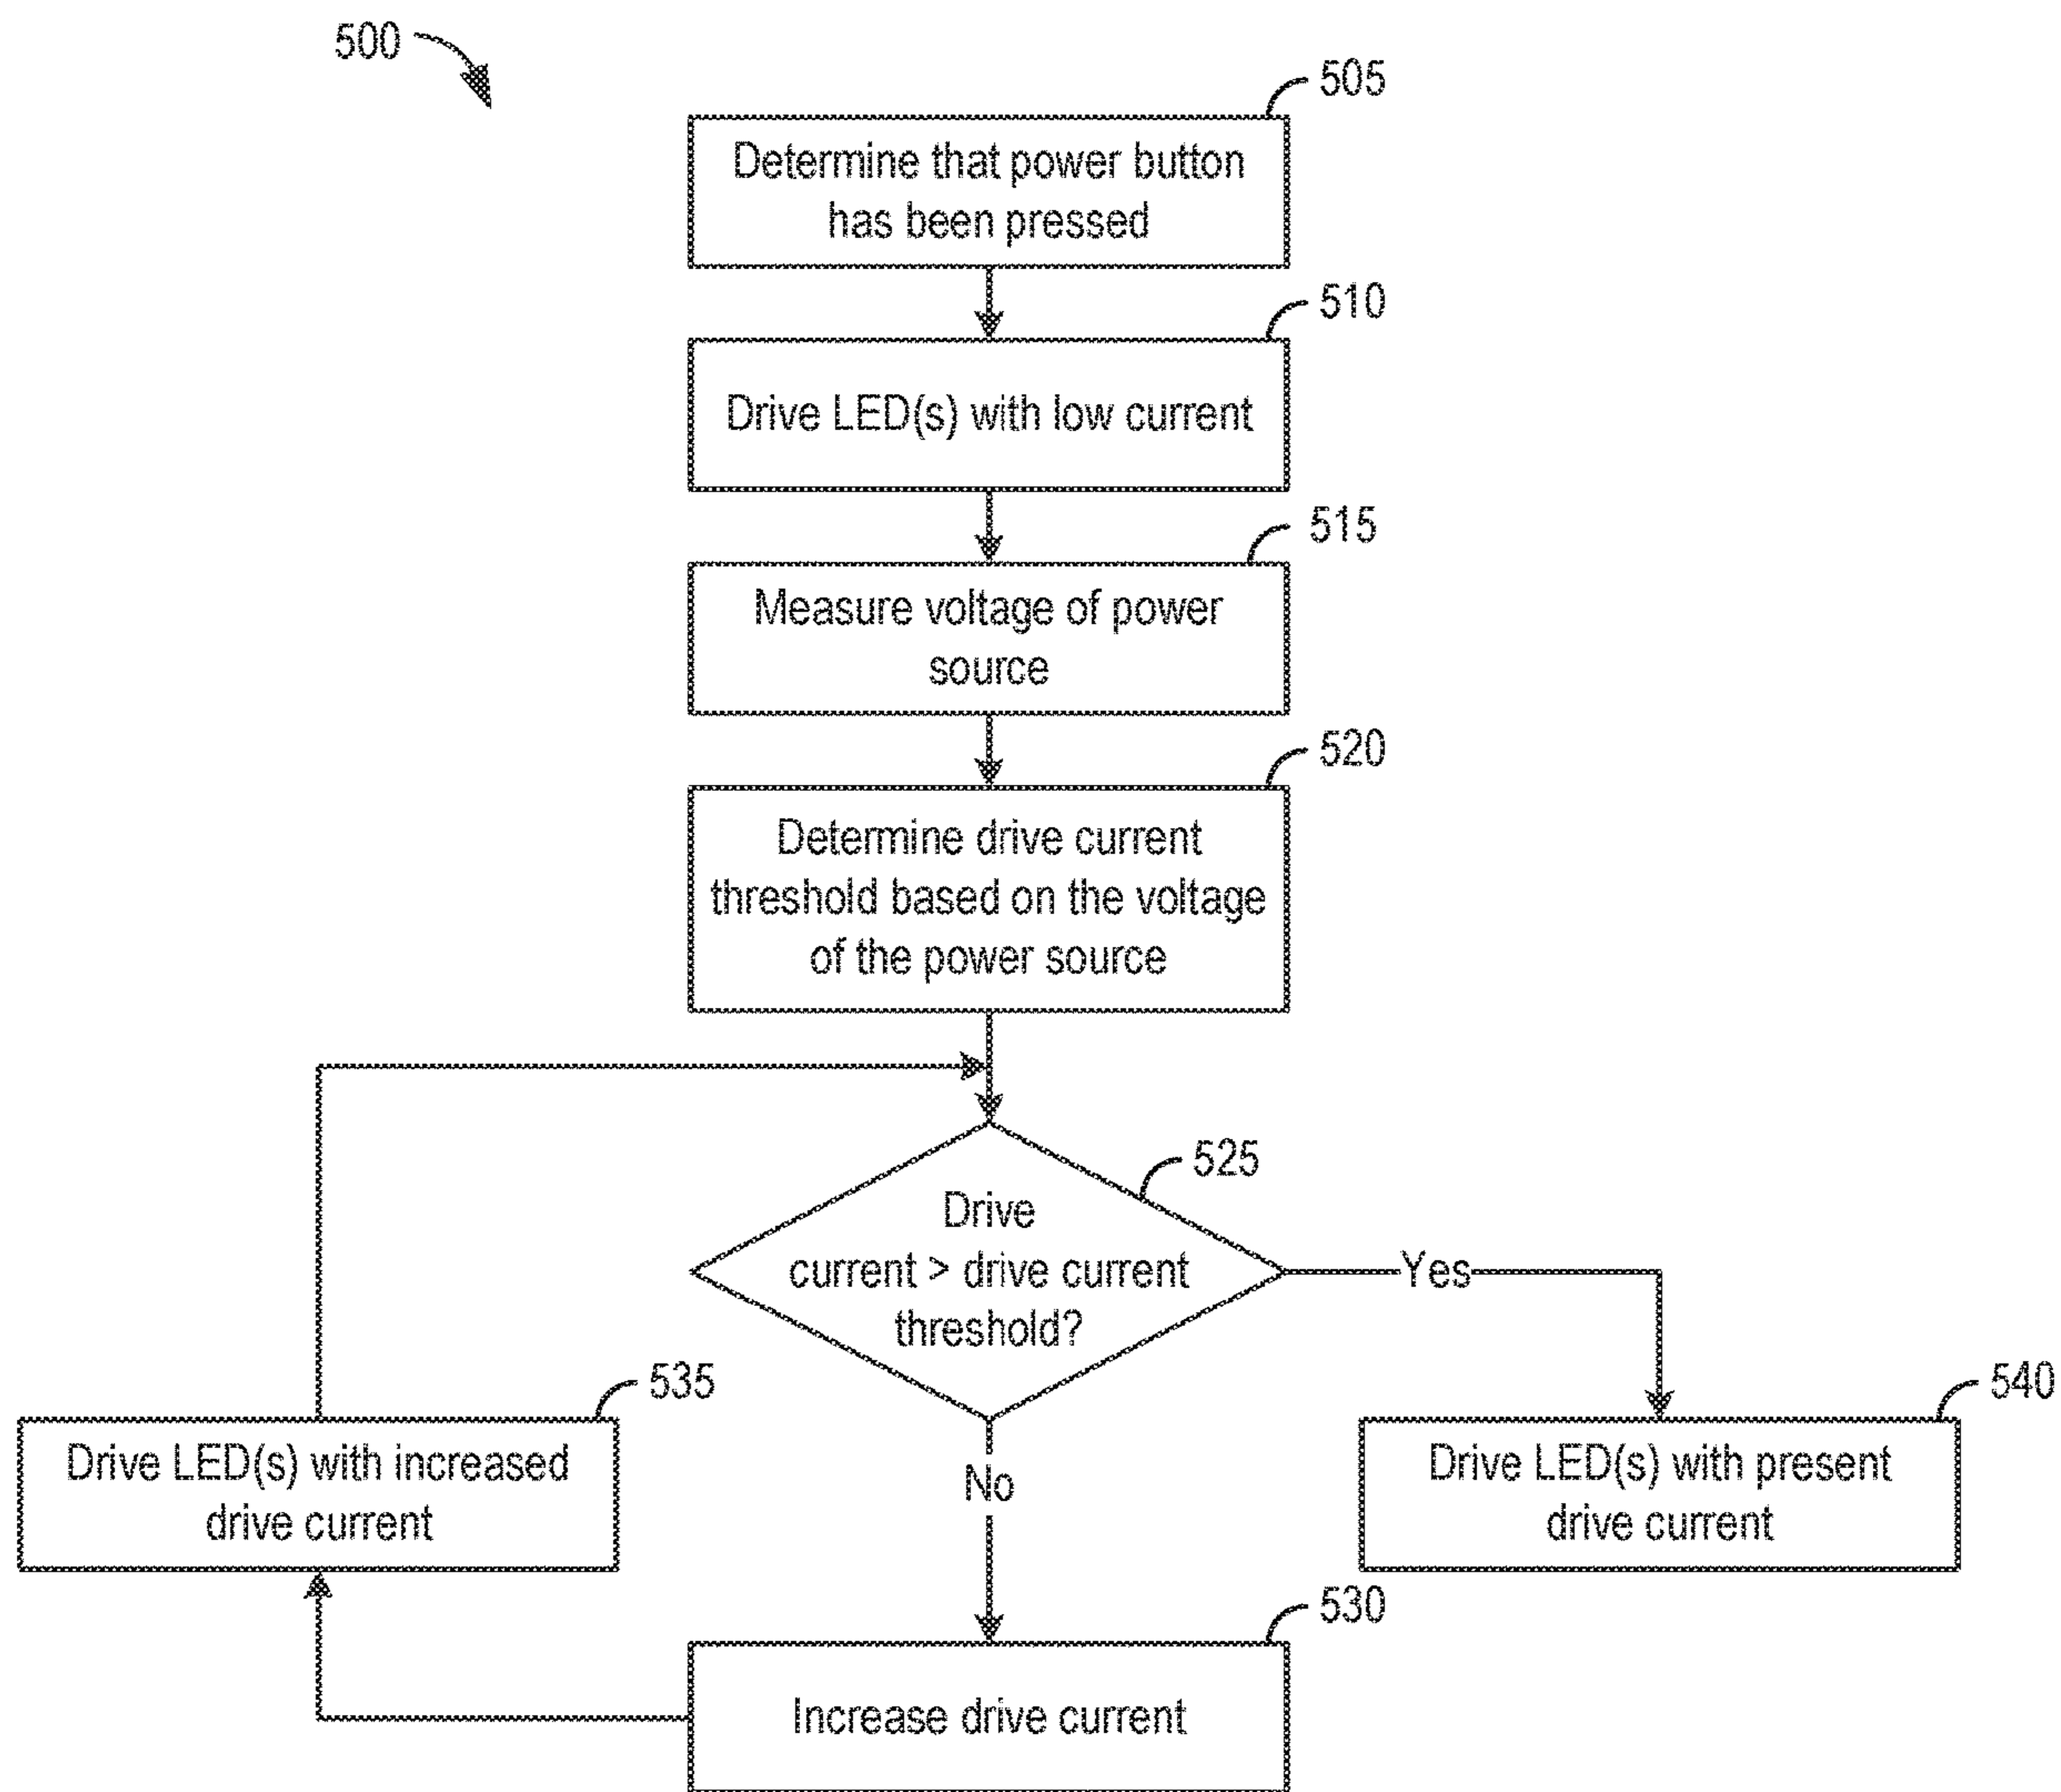 500
505
Determine that power button
has been pressed
510
Drive LED(s) with low current
515
Measure voltage of power
source
520
Determine drive current
threshold based on the voltage
of the power source
525
Drive
current > drive current
threshold?
Yes
No
535
Drive LED(s) with increased
drive current
540
Drive LED(s) with present
drive current
530
Increase drive current